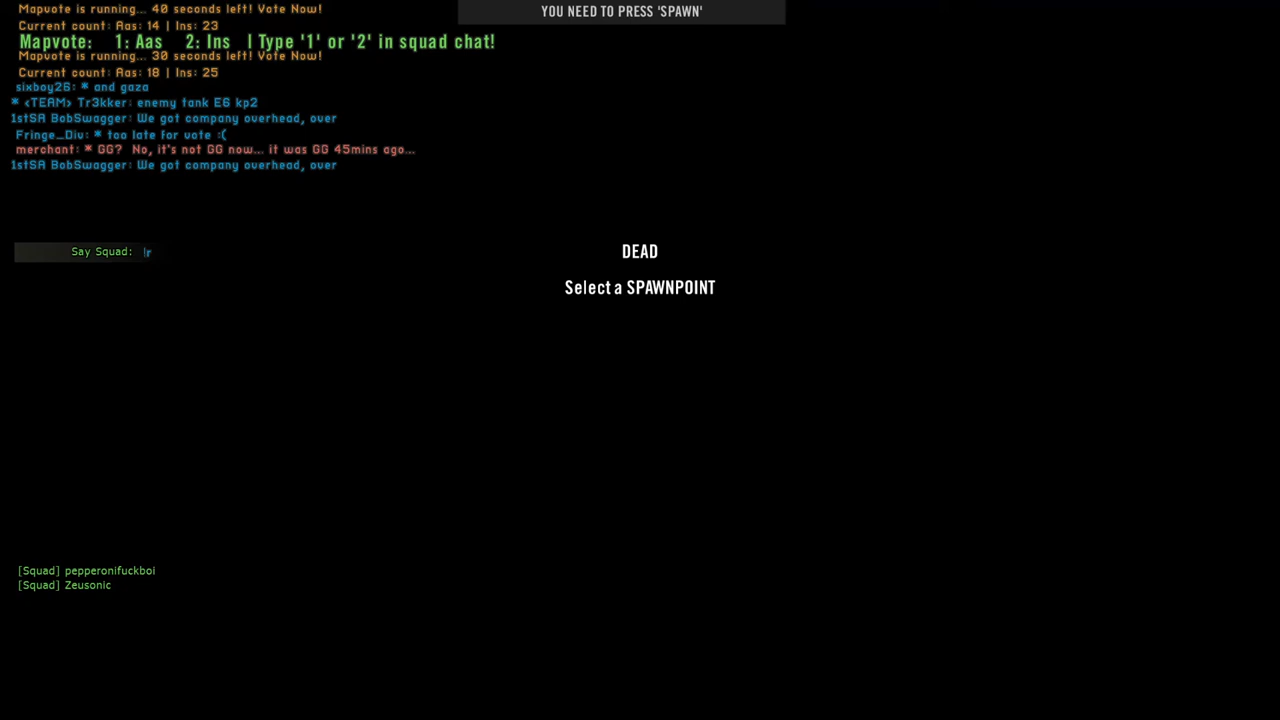 Mapvote is running... 40 seconds left! Vote Now!
YOU NEED TO PRESS 'SPAWN'
Current count: Aas: 14 | Ins: 23
Mapvote: 1: Aas 2: Ins | Type '1' or '2' in squad chat!
Mapvote is running... 30 seconds left! Vote Now!
Current count: Aas: 18 | Ins: 25
sixboy26: * and gaza
* <TEAM> Tr3kker: enemy tank E6 kp2
1stSA BobSwagger: We got company overhead, over
Fringe_Div: * too late for vote :(
merchant: * GG? No, it's not GG now... it was GG 45mins ago...
1stSA BobSwagger: We got company overhead, over
Say Squad: !r
DEAD
Select a SPAWNPOINT
[Squad] pepperonifuckboi
[Squad] Zeusonic